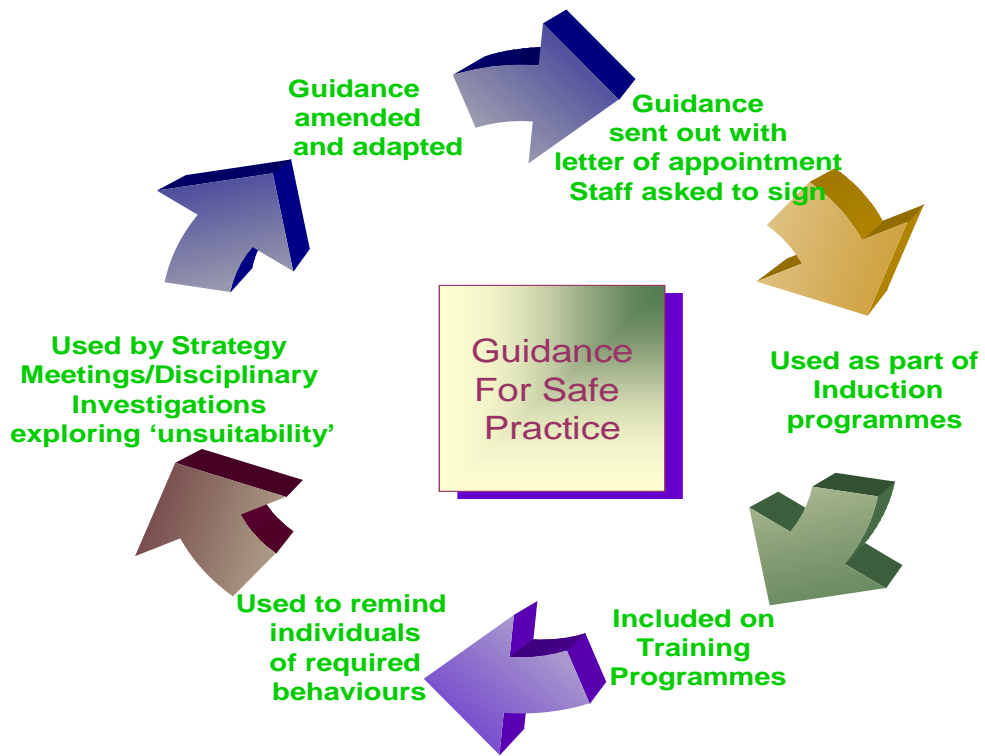 Guidance
amended
and adapted
Guidance
sent out with
letter of appointment
Staff asked to sign
Used as part of
Induction
programmes
Included on
Training
Programmes
Used to remind
individuals
of required
behaviours
Used by Strategy
Meetings/Disciplinary
Investigations
exploring ‘unsuitability’
Guidance
For Safe
Practice